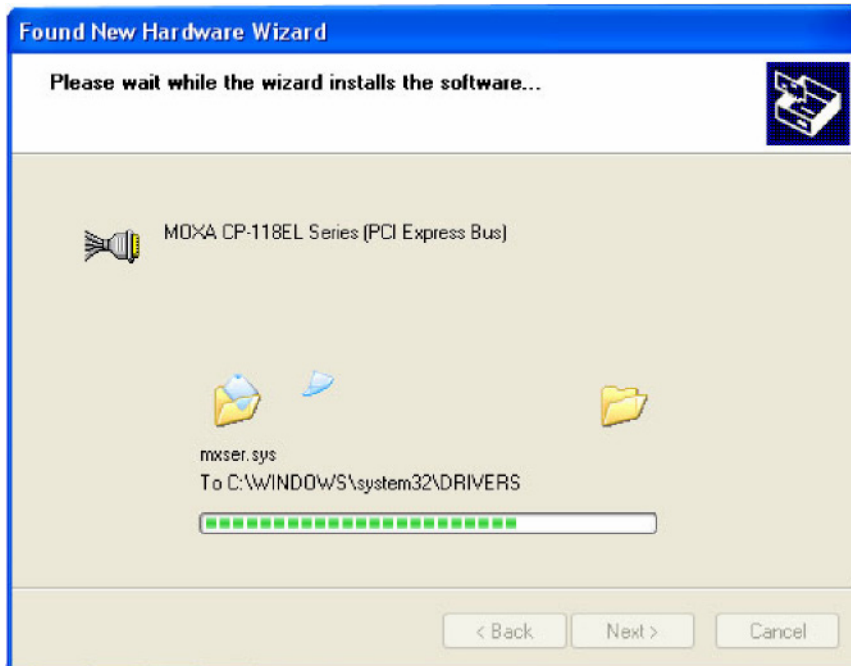 Found New Hardware Wizard
Please wait while the wizard installs the software...
MOXA CP-118EL Series (PCI Express Bus)
mxser.sys
To C:\WINDOWS\system32\DRIVERS
< Back
Next >
Cancel